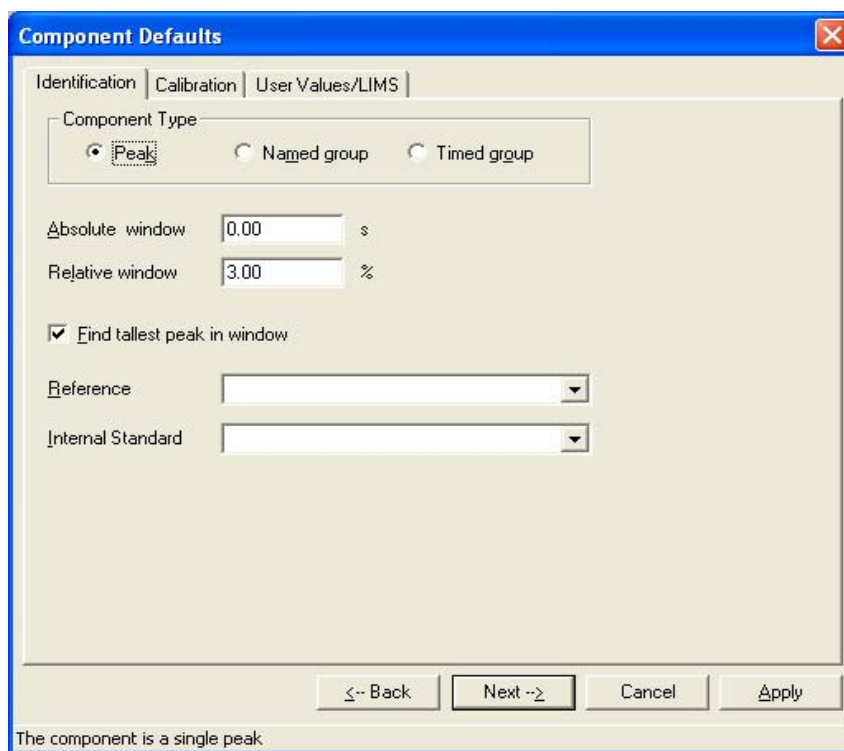 Component Defaults
Identification Calibration User Values/LIMS
Component Type
Peak Named group Timed group
Absolute window 0.00 s
Relative window 3.00 %
Find tallest peak in window
Reference
Internal Standard
<-- Back Next --> Cancel Apply
The component is a single peak